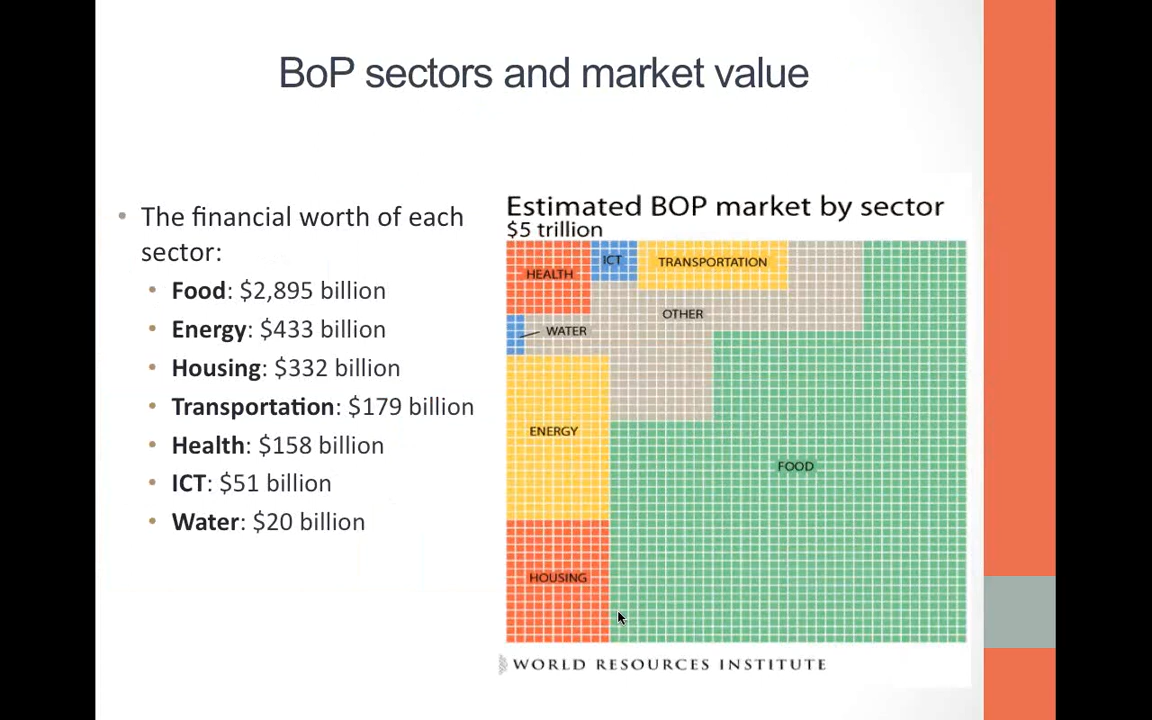 BoP sectors and market value
• The financial worth of each
sector:
• Food: $2,895 billion
• Energy: $433 billion
• Housing: $332 billion
• Transportation: $179 billion
• Health: $158 billion
• ICT: $51 billion
• Water: $20 billion
Estimated BOP market by sector
$5 trillion
HEALTH
ICT
TRANSPORTATION
OTHER
WATER
ENERGY
FOOD
HOUSING
WORLD RESOURCES INSTITUTE